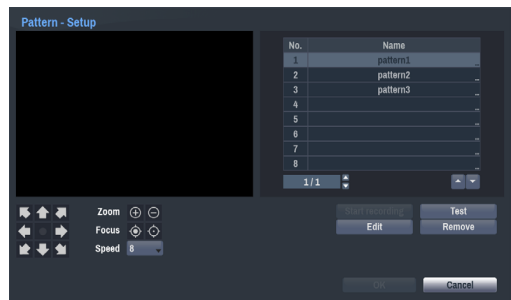 Pattern - Setup
No. Name
1 pattern1 ...
2 pattern2 ...
3 pattern3 ...
4 ...
5 ...
6 ...
7 ...
8 ...
1 / 1
Zoom
Focus
Speed 8
Start recording Test
Edit Remove
OK Cancel